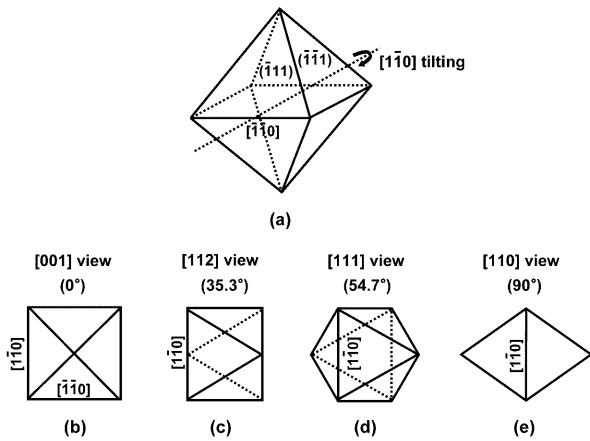 (1̄11)
(1̄1̄1)
[11̄0] tilting
[1̄1̄0]
(a)
[001] view
(0°)
[112] view
(35.3°)
[111] view
(54.7°)
[110] view
(90°)
[11̄0]
[1̄1̄0]
[11̄0]
[11̄0]
[11̄0]
(b)
(c)
(d)
(e)